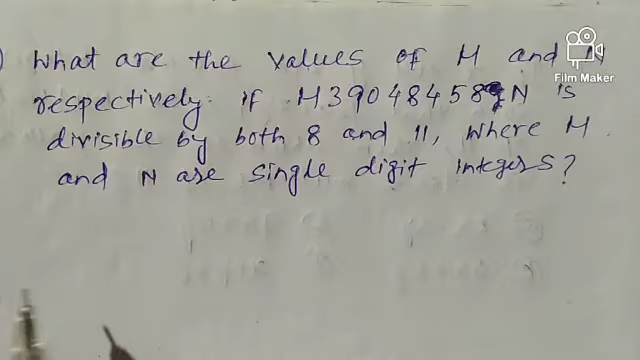 ) What are the values of M and N
respectively if M39048458N is
divisible by both 8 and 11, where M
and N are single digit integers?
Film Maker